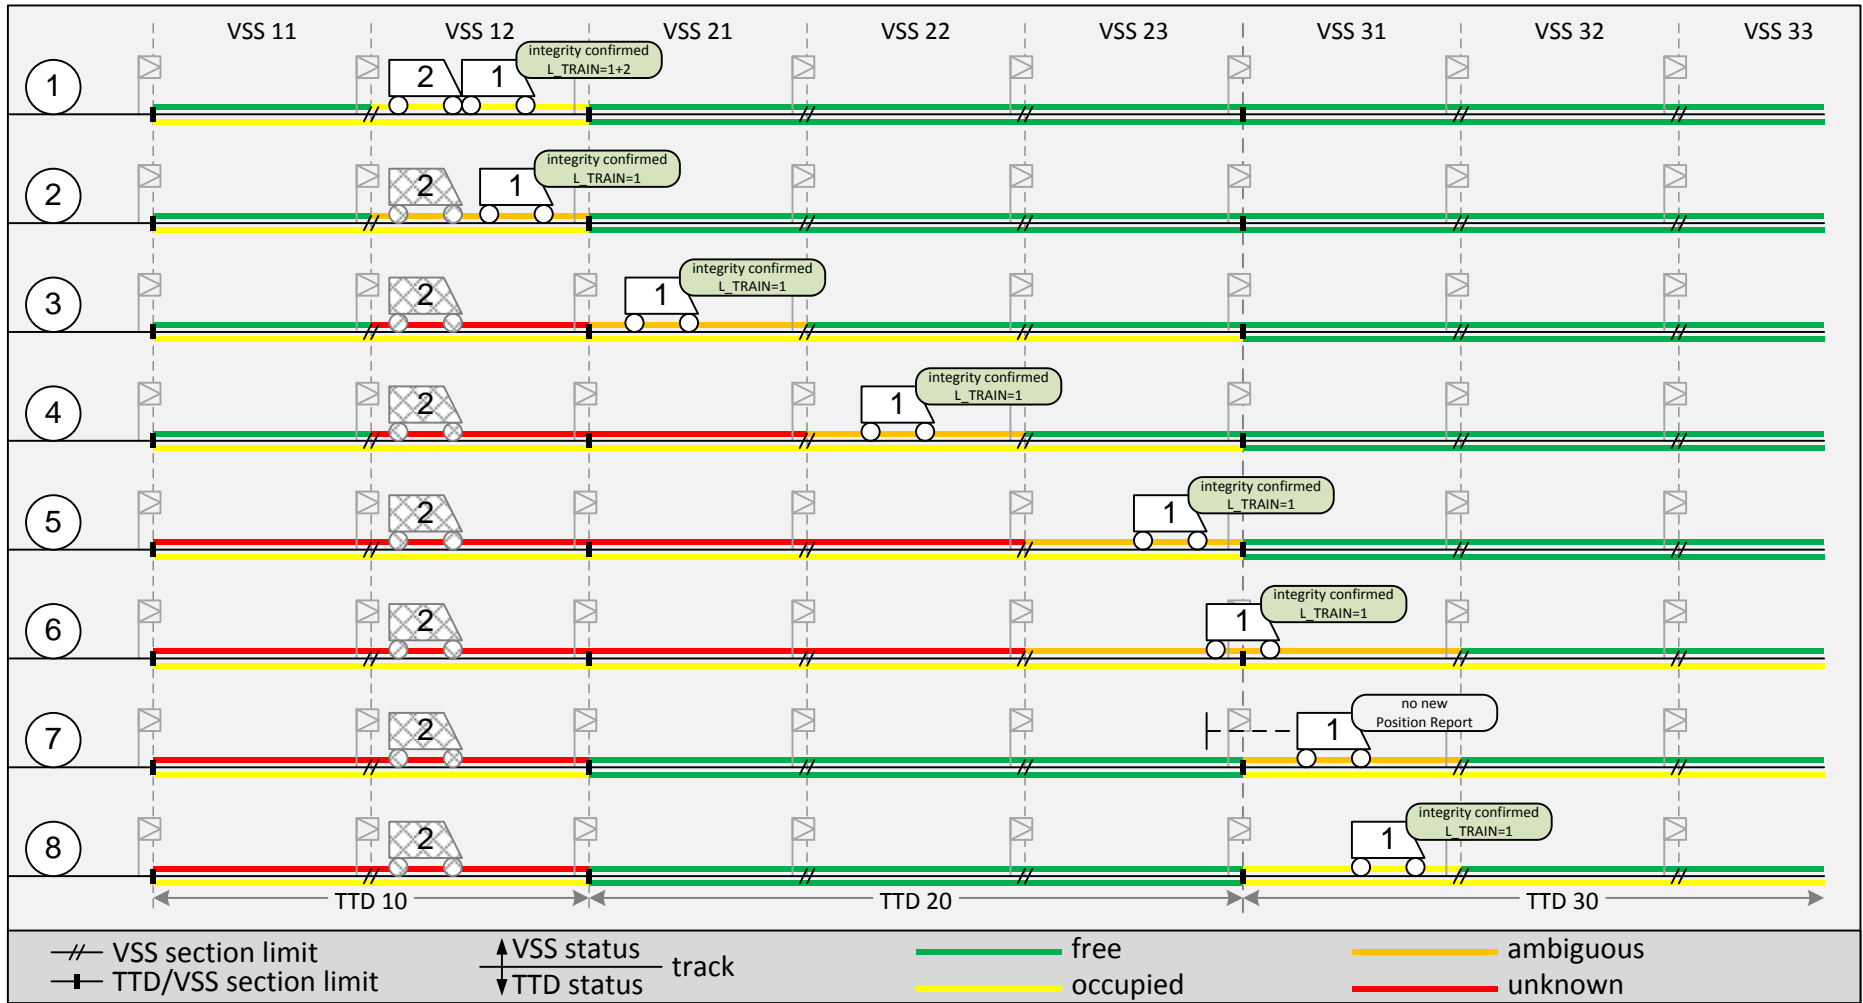 VSS 11 VSS 12 VSS 21 VSS 22 VSS 23 VSS 31 VSS 32 VSS 33
1
2 1
integrity confirmed
L_TRAIN=1+2
2
2 1
integrity confirmed
L_TRAIN=1
3
2 1
integrity confirmed
L_TRAIN=1
4
2 1
integrity confirmed
L_TRAIN=1
5
2 1
integrity confirmed
L_TRAIN=1
6
2 1
integrity confirmed
L_TRAIN=1
7
2 1
no new
Position Report
8
2 1
integrity confirmed
L_TRAIN=1
TTD 10 TTD 20 TTD 30
VSS section limit
TTD/VSS section limit
VSS status
TTD status
track
free
occupied
ambiguous
unknown